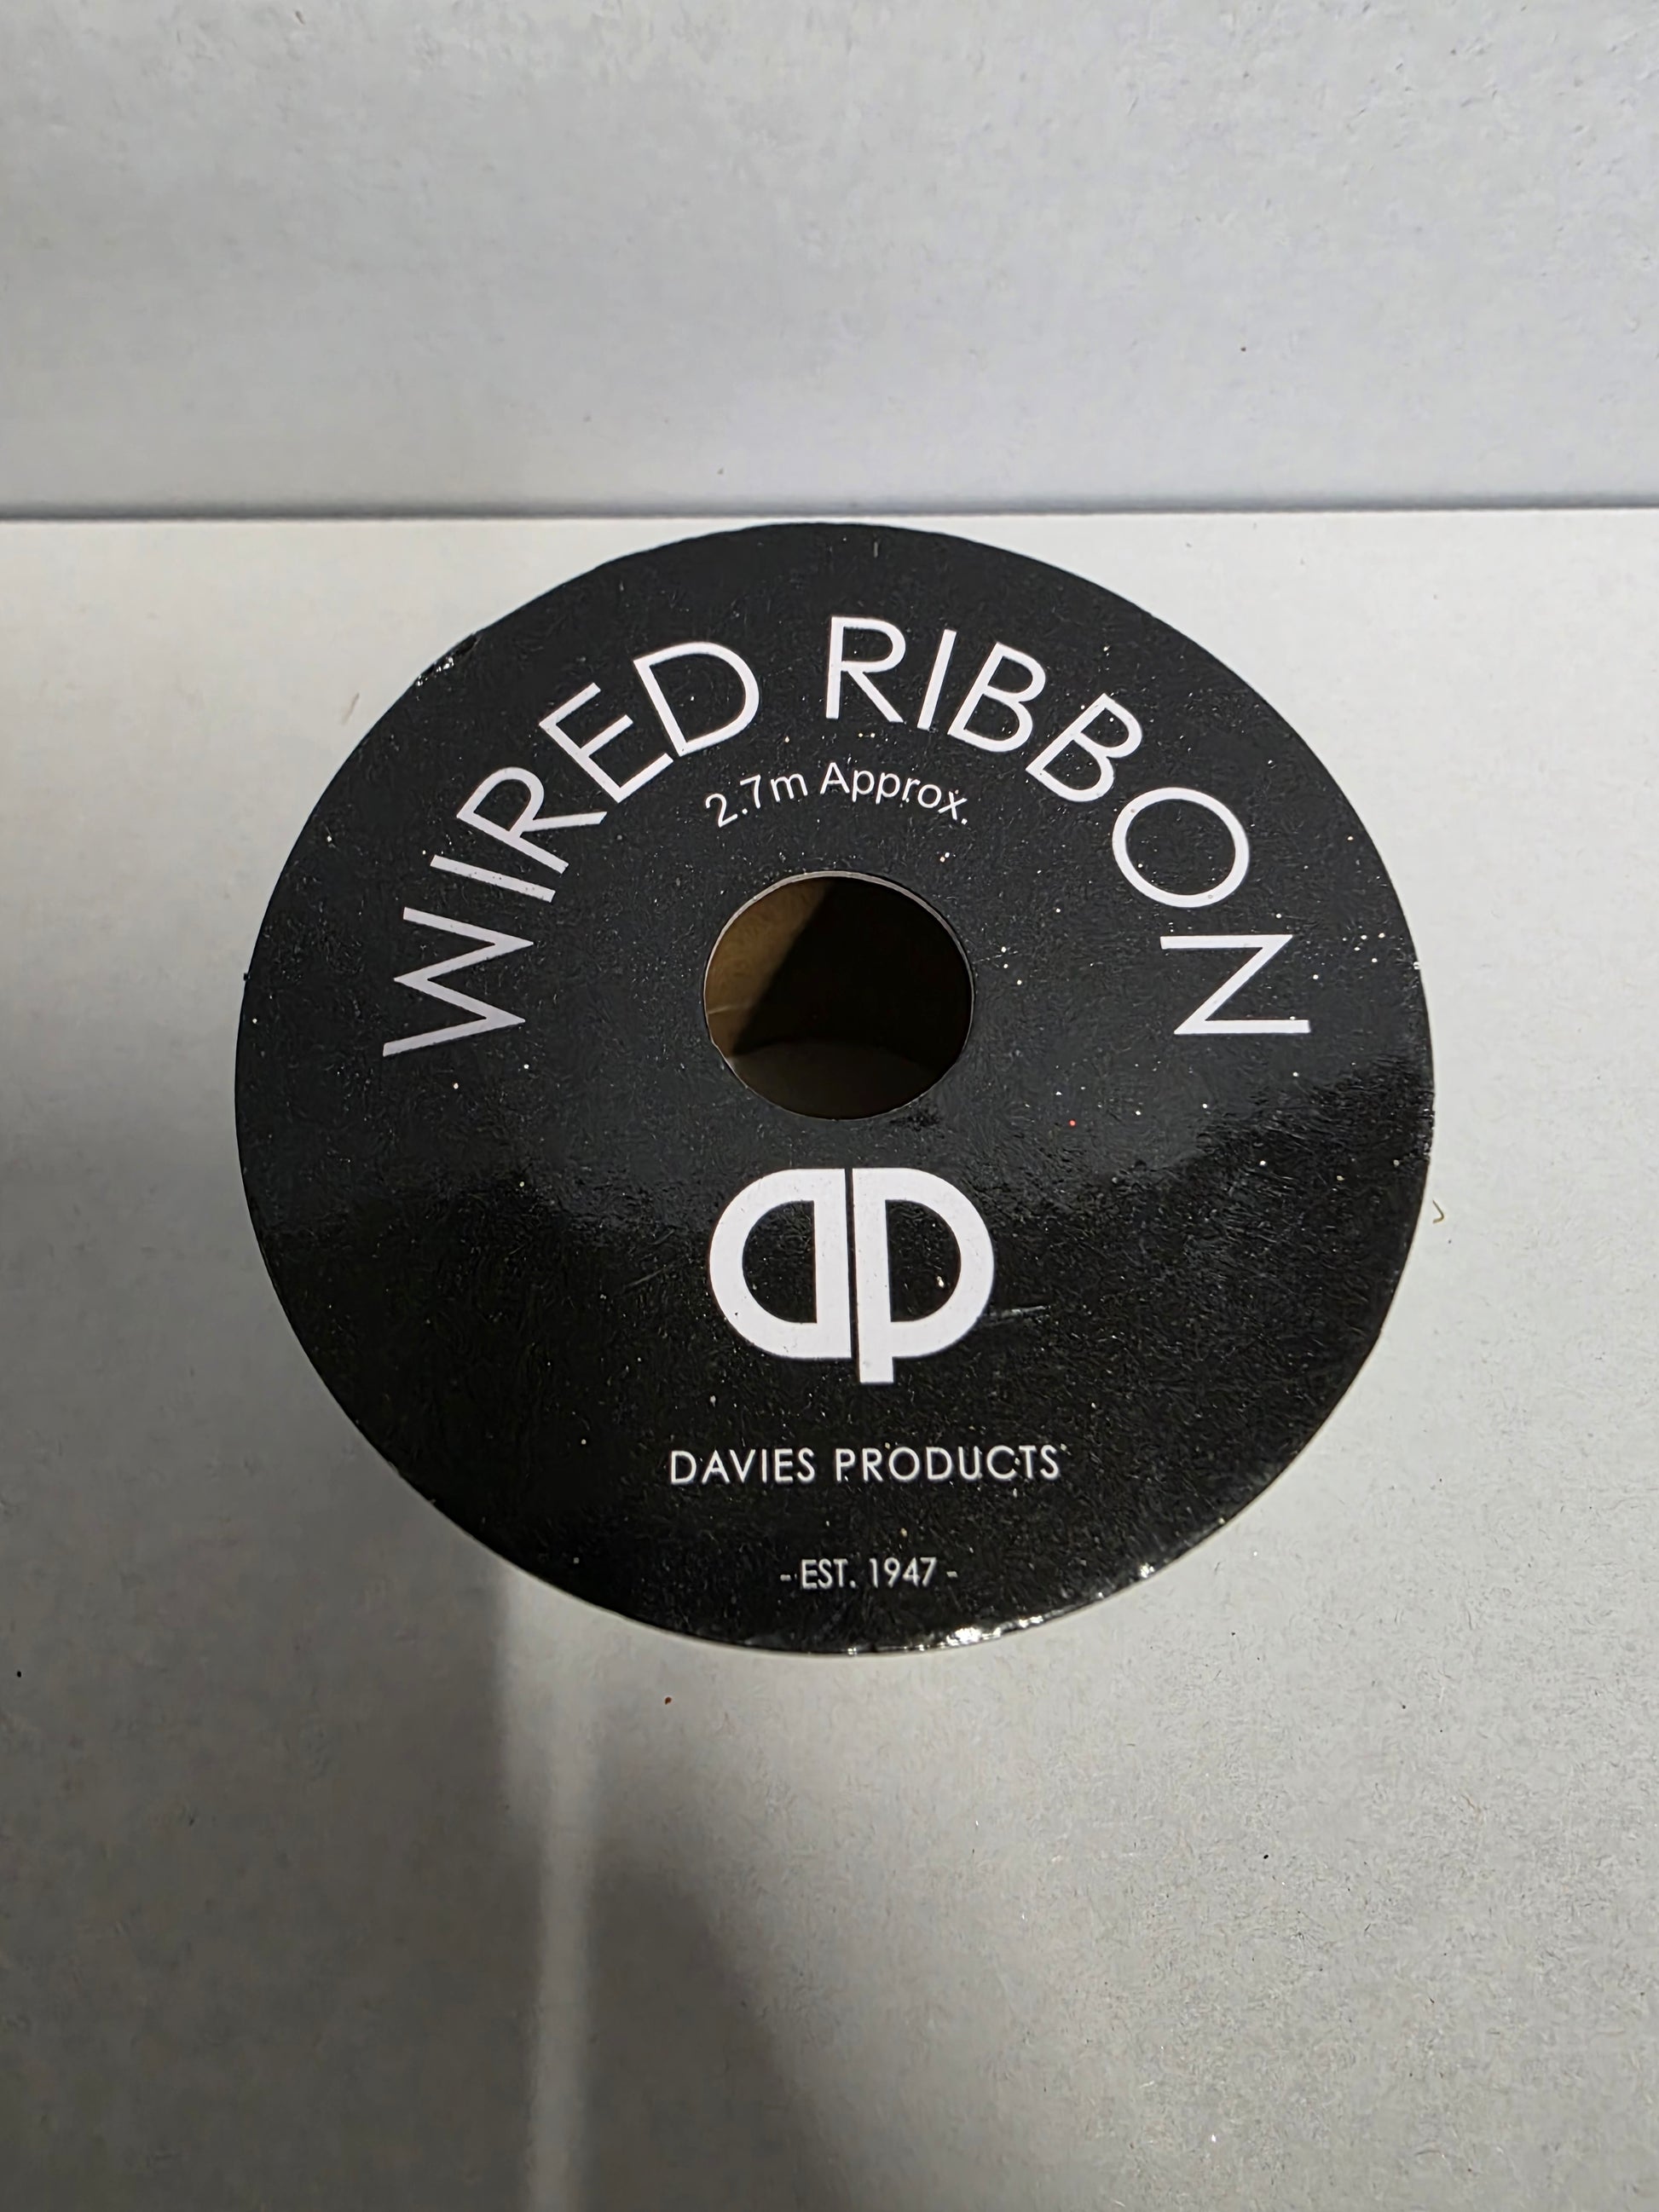 WIRED RIBBON
2.7m Approx.
dp
DAVIES PRODUCTS
- EST. 1947 -